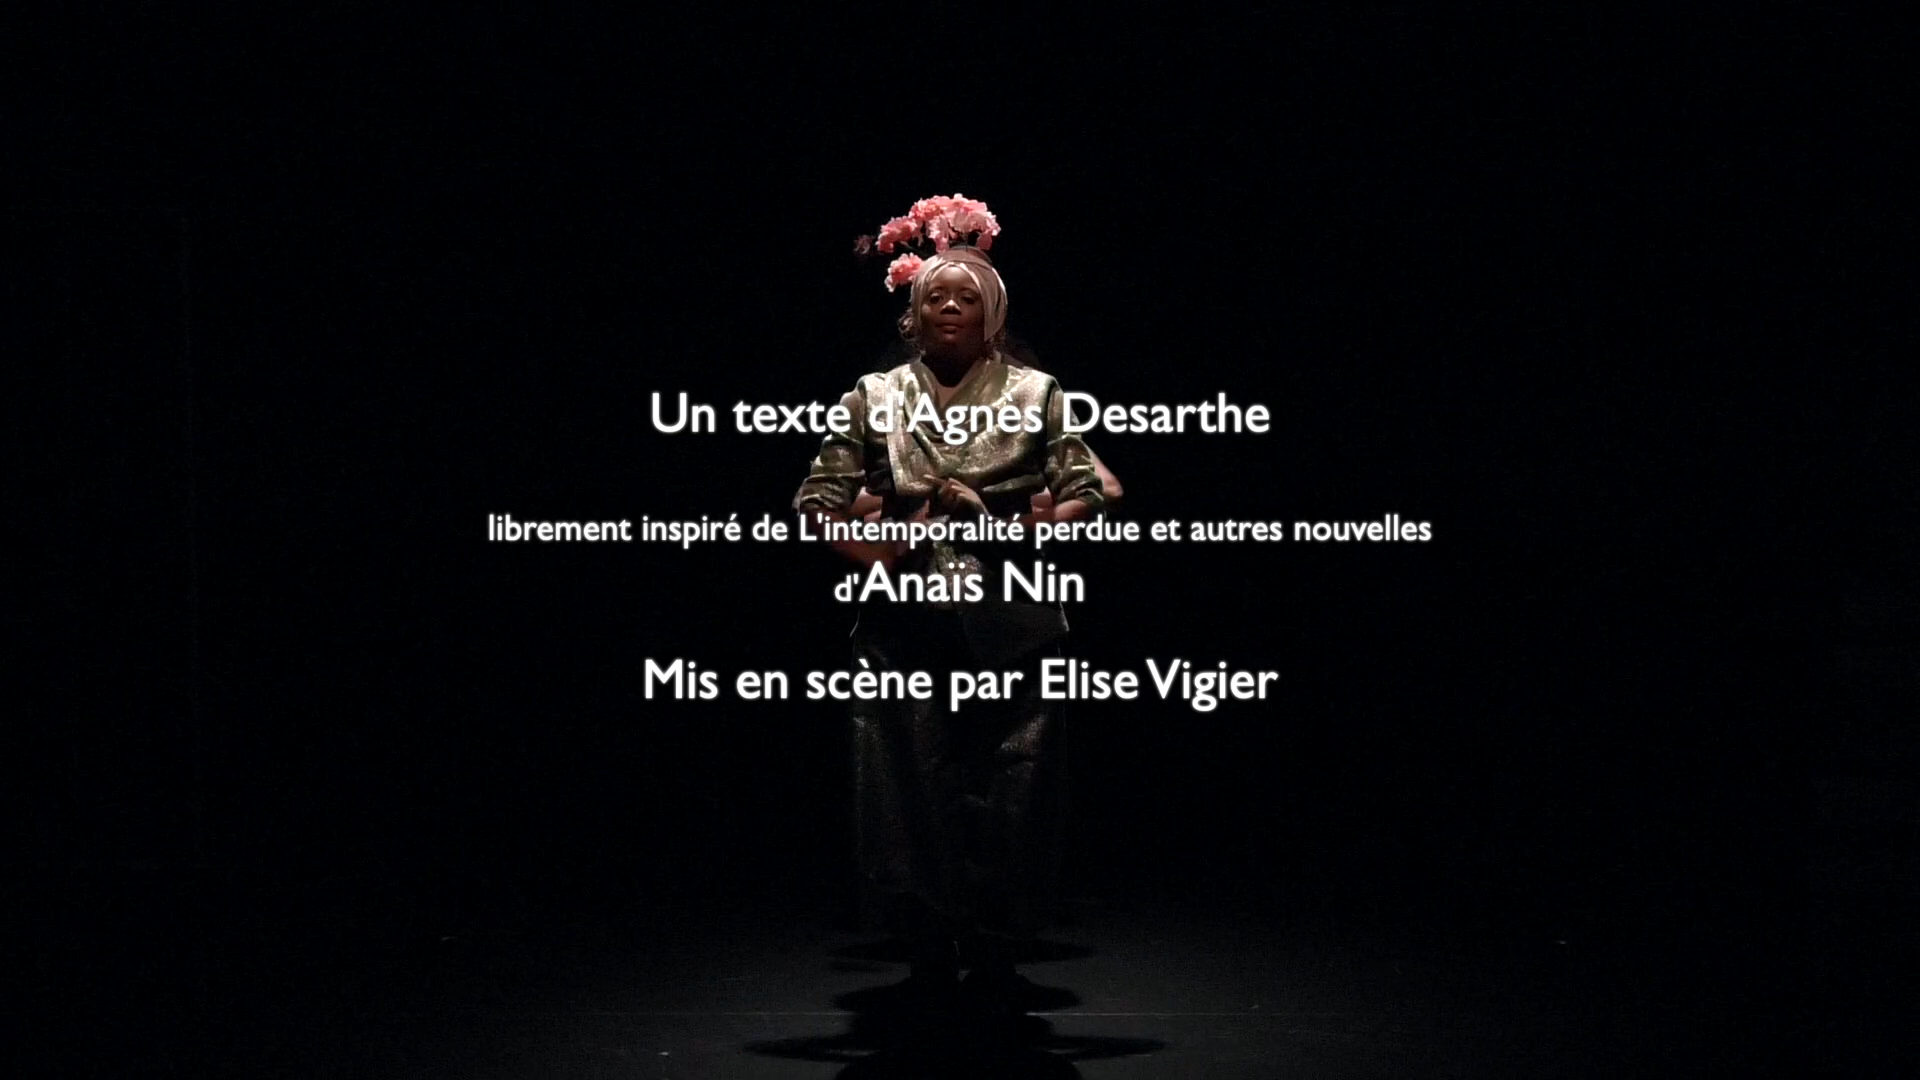 Un texte d'Agnès Desarthe
librement inspiré de L'intemporalité perdue et autres nouvelles
d'Anaïs Nin
Mis en scène par Elise Vigier